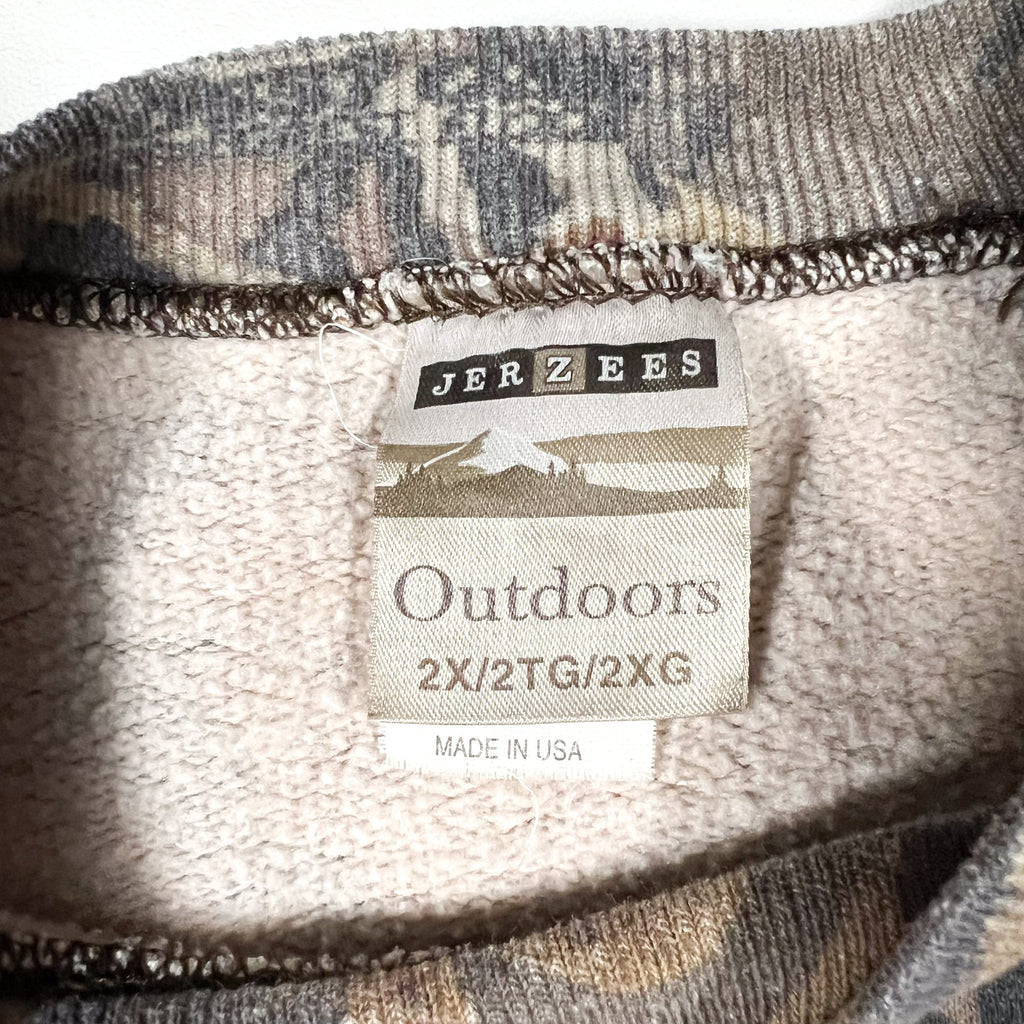 JERZEES
Outdoors
2X/2TG/2XG
MADE IN USA